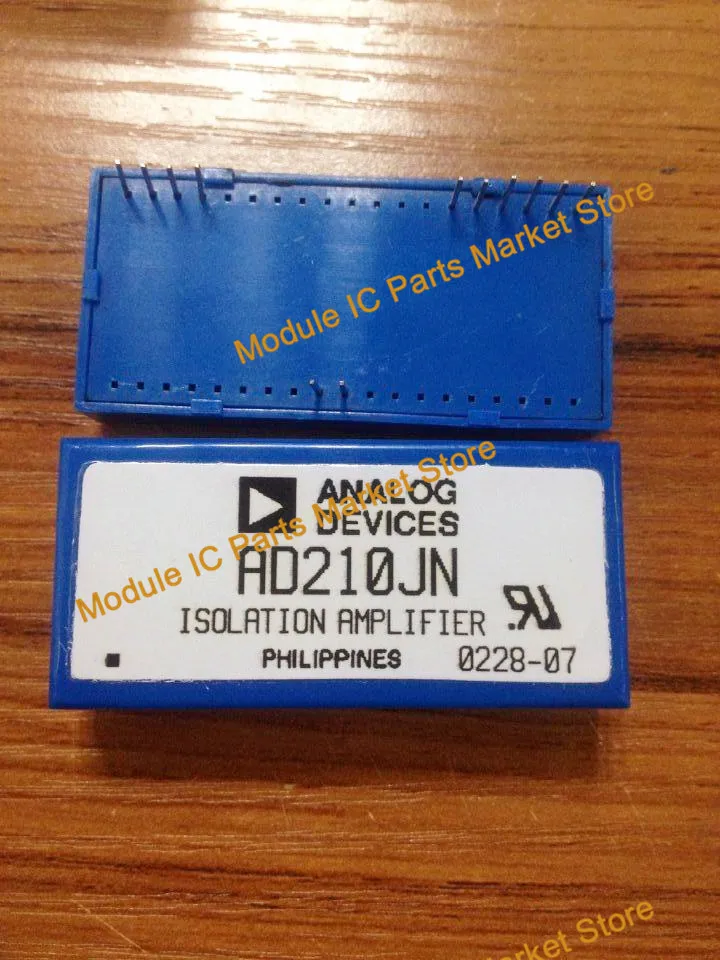 Module IC Parts Market Store
ANALOG
DEVICES
Module IC Parts Market Store
AD210JN
ISOLATION AMPLIFIER
PHILIPPINES 0228-07
Market Store